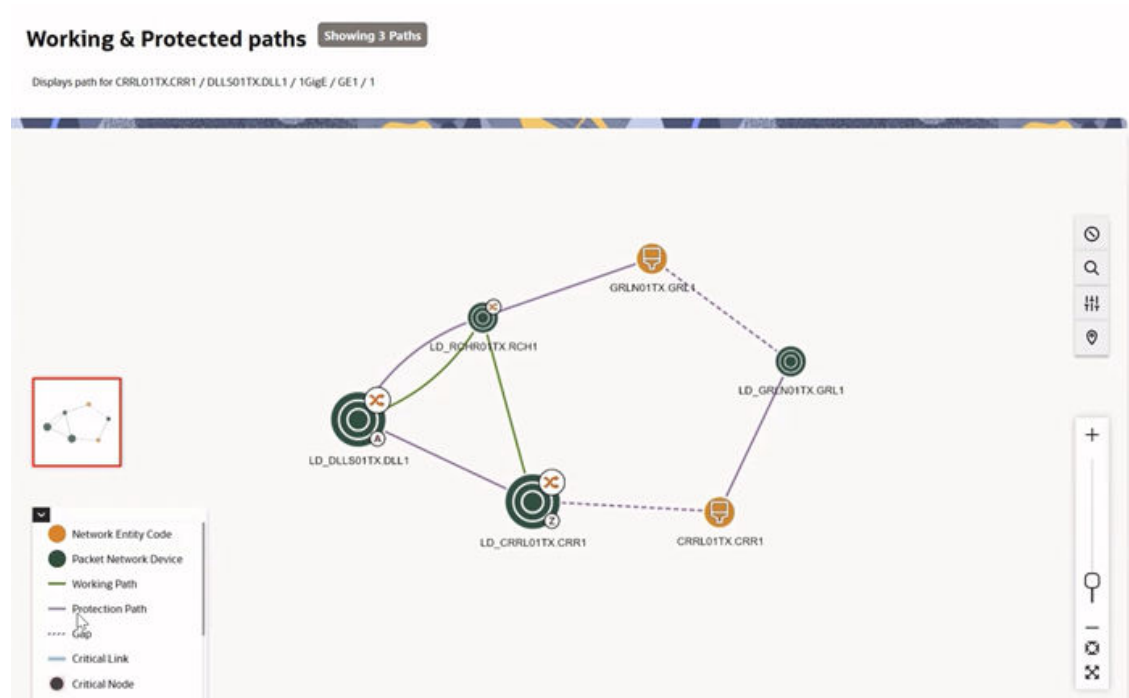 Working & Protected paths
Showing 3 Paths
Displays path for CRRL01TX.CRR1 / DLLS01TX.DLL1 / 1GigE / GE1 / 1
GRLN01TX.GRL1
LD_RCHR01TX.RCH1
LD_GRLN01TX.GRL1
A
LD_DLLS01TX.DLL1
Z
LD_CRRL01TX.CRR1
CRRL01TX.CRR1
Network Entity Code
Packet Network Device
Working Path
Protection Path
Gap
Critical Link
Critical Node